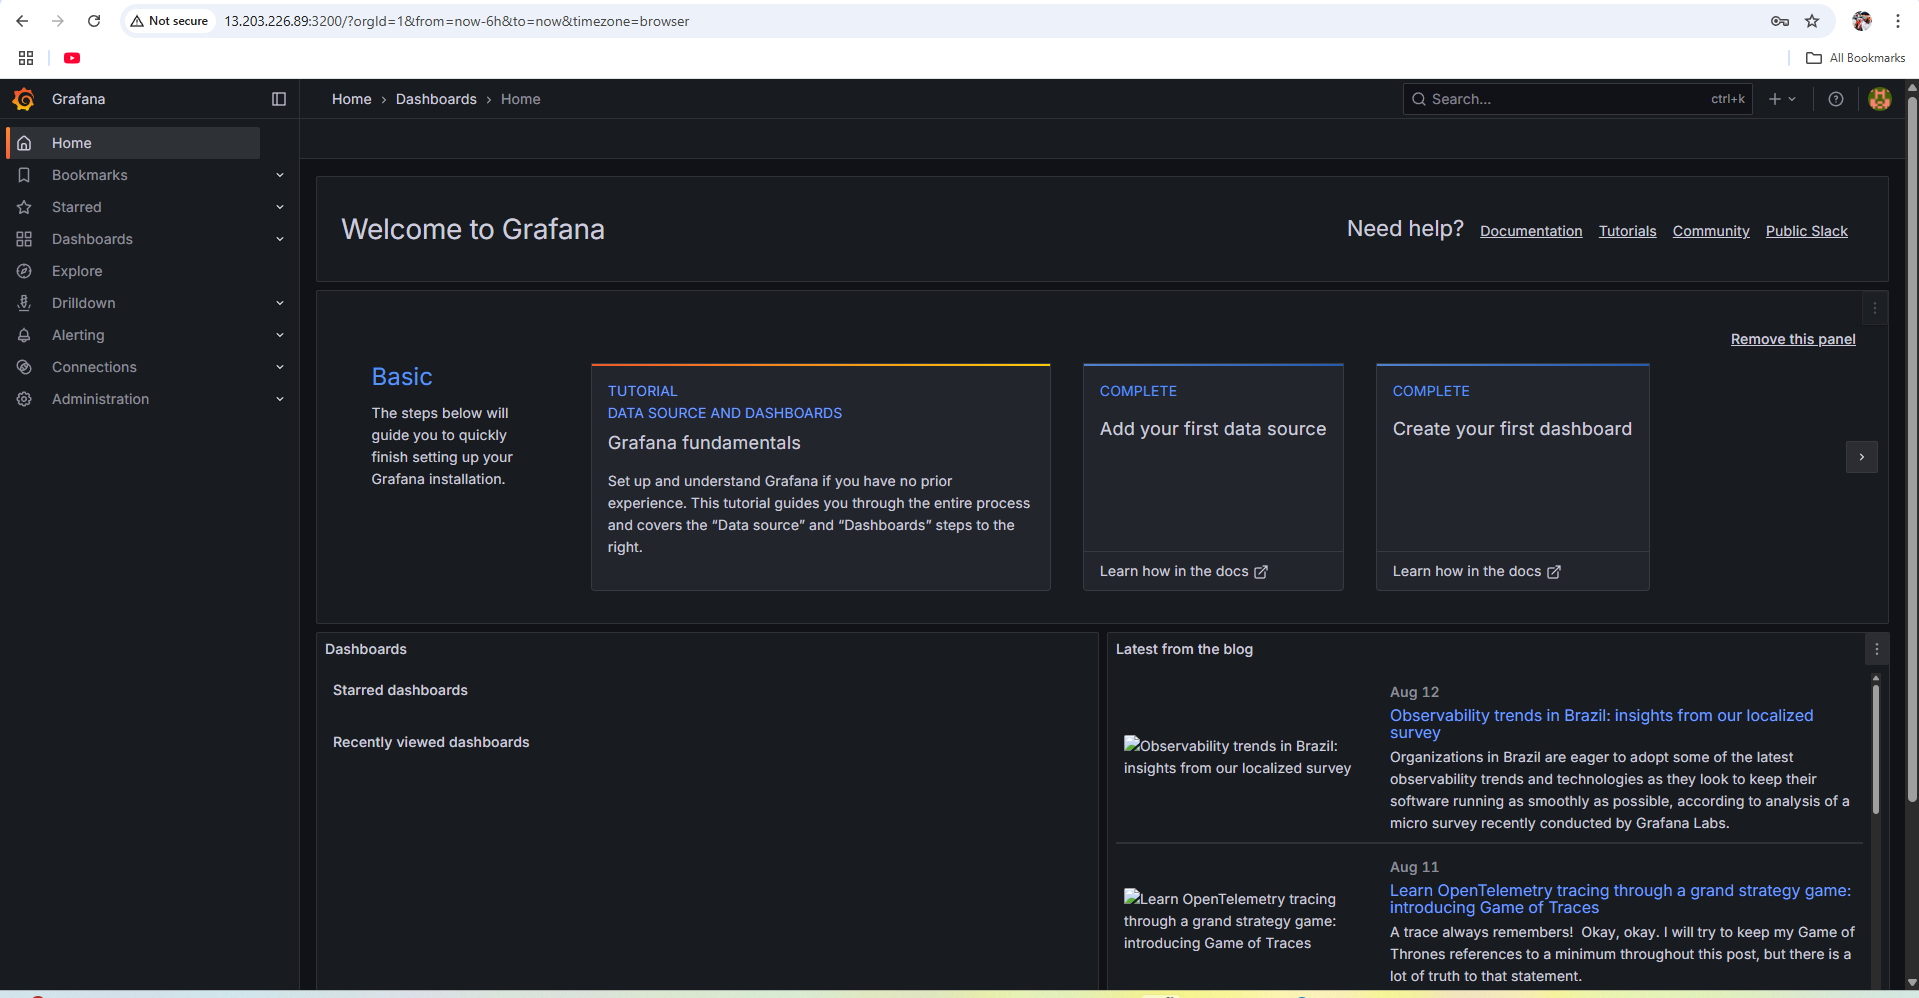 Not secure
13.203.226.89:3200/?orgId=1&from=now-6h&to=now&timezone=browser
All Bookmarks
Grafana
Home › Dashboards › Home
Search...
ctrl+k
Home
Bookmarks
Starred
Dashboards
Explore
Drilldown
Alerting
Connections
Administration
Welcome to Grafana
Need help?
Documentation
Tutorials
Community
Public Slack
Remove this panel
Basic
The steps below will
guide you to quickly
finish setting up your
Grafana installation.
TUTORIAL
DATA SOURCE AND DASHBOARDS
Grafana fundamentals
Set up and understand Grafana if you have no prior
experience. This tutorial guides you through the entire process
and covers the “Data source” and “Dashboards” steps to the
right.
COMPLETE
Add your first data source
Learn how in the docs
COMPLETE
Create your first dashboard
Learn how in the docs
Dashboards
Starred dashboards
Recently viewed dashboards
Latest from the blog
Observability trends in Brazil:
insights from our localized survey
Aug 12
Observability trends in Brazil: insights from our localized
survey
Organizations in Brazil are eager to adopt some of the latest
observability trends and technologies as they look to keep their
software running as smoothly as possible, according to analysis of a
micro survey recently conducted by Grafana Labs.
Learn OpenTelemetry tracing
through a grand strategy game:
introducing Game of Traces
Aug 11
Learn OpenTelemetry tracing through a grand strategy game:
introducing Game of Traces
A trace always remembers!  Okay, okay. I will try to keep my Game of
Thrones references to a minimum throughout this post, but there is a
lot of truth to that statement.